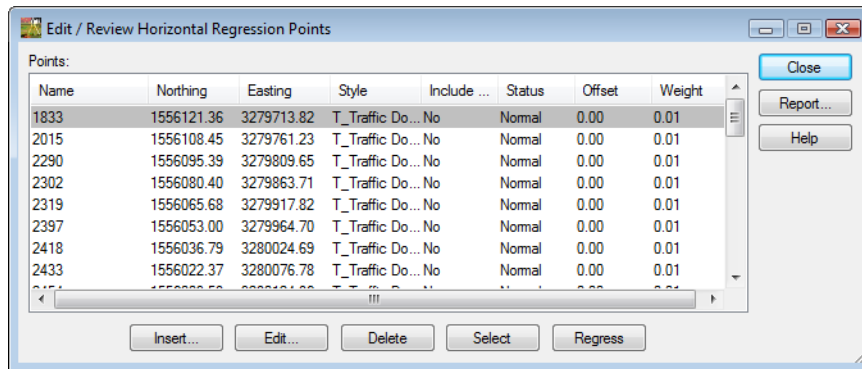 Edit / Review Horizontal Regression Points
Points:
Close
Name Northing Easting Style Include ... Status Offset Weight
Report...
1833 1556121.36 3279713.82 T_Traffic Do... No Normal 0.00 0.01
2015 1556108.45 3279761.23 T_Traffic Do... No Normal 0.00 0.01
Help
2290 1556095.39 3279809.65 T_Traffic Do... No Normal 0.00 0.01
2302 1556080.40 3279863.71 T_Traffic Do... No Normal 0.00 0.01
2319 1556065.68 3279917.82 T_Traffic Do... No Normal 0.00 0.01
2397 1556053.00 3279964.70 T_Traffic Do... No Normal 0.00 0.01
2418 1556036.79 3280024.69 T_Traffic Do... No Normal 0.00 0.01
2433 1556022.37 3280076.78 T_Traffic Do... No Normal 0.00 0.01
Insert... Edit... Delete Select Regress